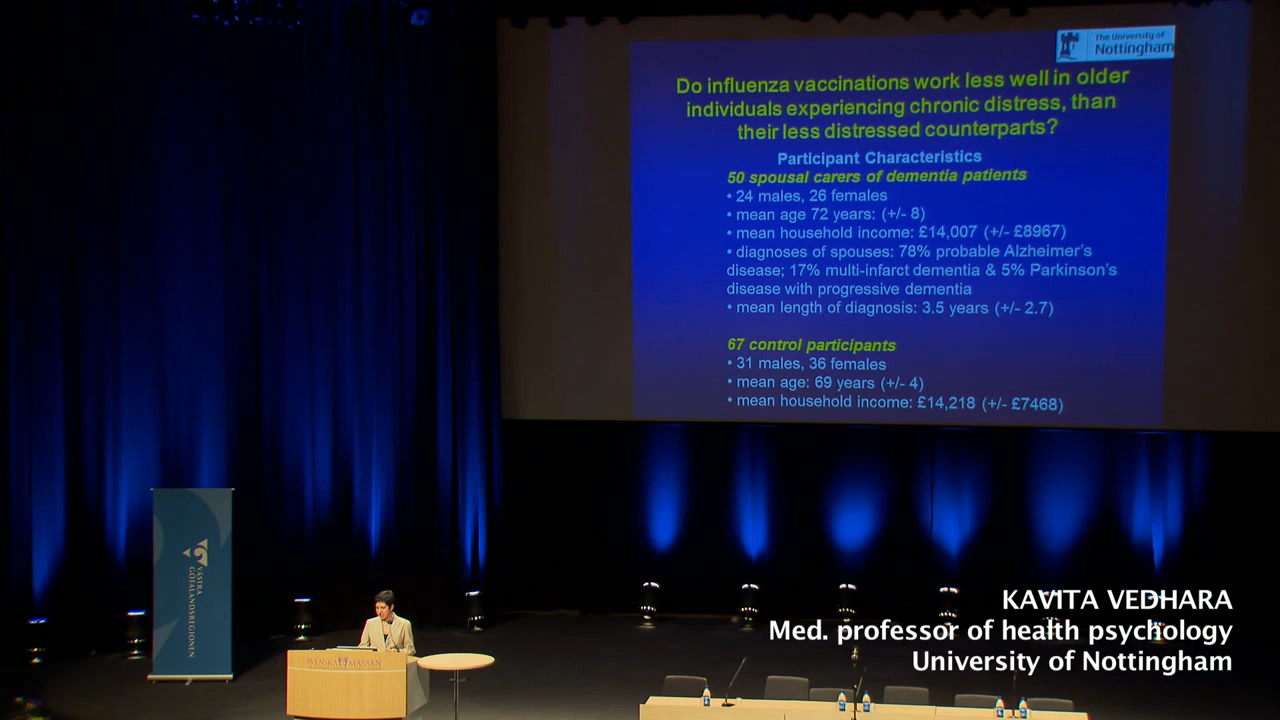 The University of
Nottingham
Do influenza vaccinations work less well in older
individuals experiencing chronic distress, than
their less distressed counterparts?
Participant Characteristics
50 spousal carers of dementia patients
• 24 males, 26 females
• mean age 72 years: (+/- 8)
• mean household income: £14,007 (+/- £8967)
• diagnoses of spouses: 78% probable Alzheimer's
disease; 17% multi-infarct dementia & 5% Parkinson's
disease with progressive dementia
• mean length of diagnosis: 3.5 years (+/- 2.7)
67 control participants
• 31 males, 36 females
• mean age: 69 years (+/- 4)
• mean household income: £14,218 (+/- £7468)
VÄSTRA
GÖTALANDSREGIONEN
SVENSKA MÄSSAN
KAVITA VEDHARA
Med. professor of health psychology
University of Nottingham